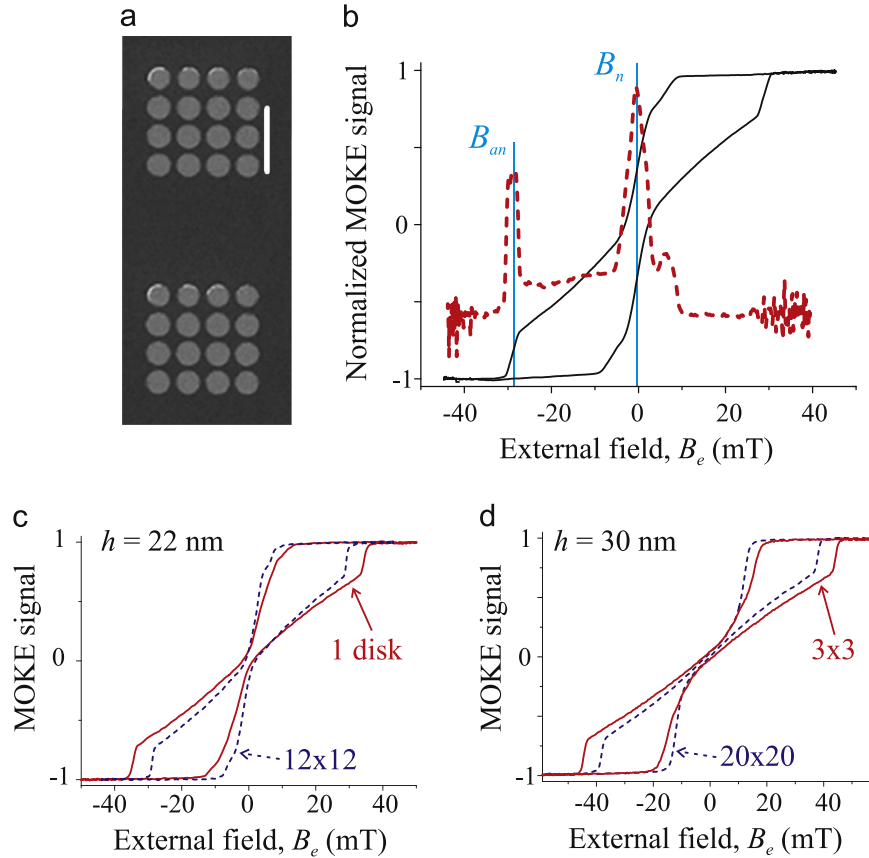 a
b
B_n
B_an
Normalized MOKE signal
1
0
-1
-40 -20 0 20 40
External field, B_e (mT)
c
h = 22 nm
MOKE signal
1
0
-1
1 disk
12x12
-40 -20 0 20 40
External field, B_e (mT)
d
h = 30 nm
MOKE signal
1
0
-1
3x3
20x20
-40 -20 0 20 40
External field, B_e (mT)